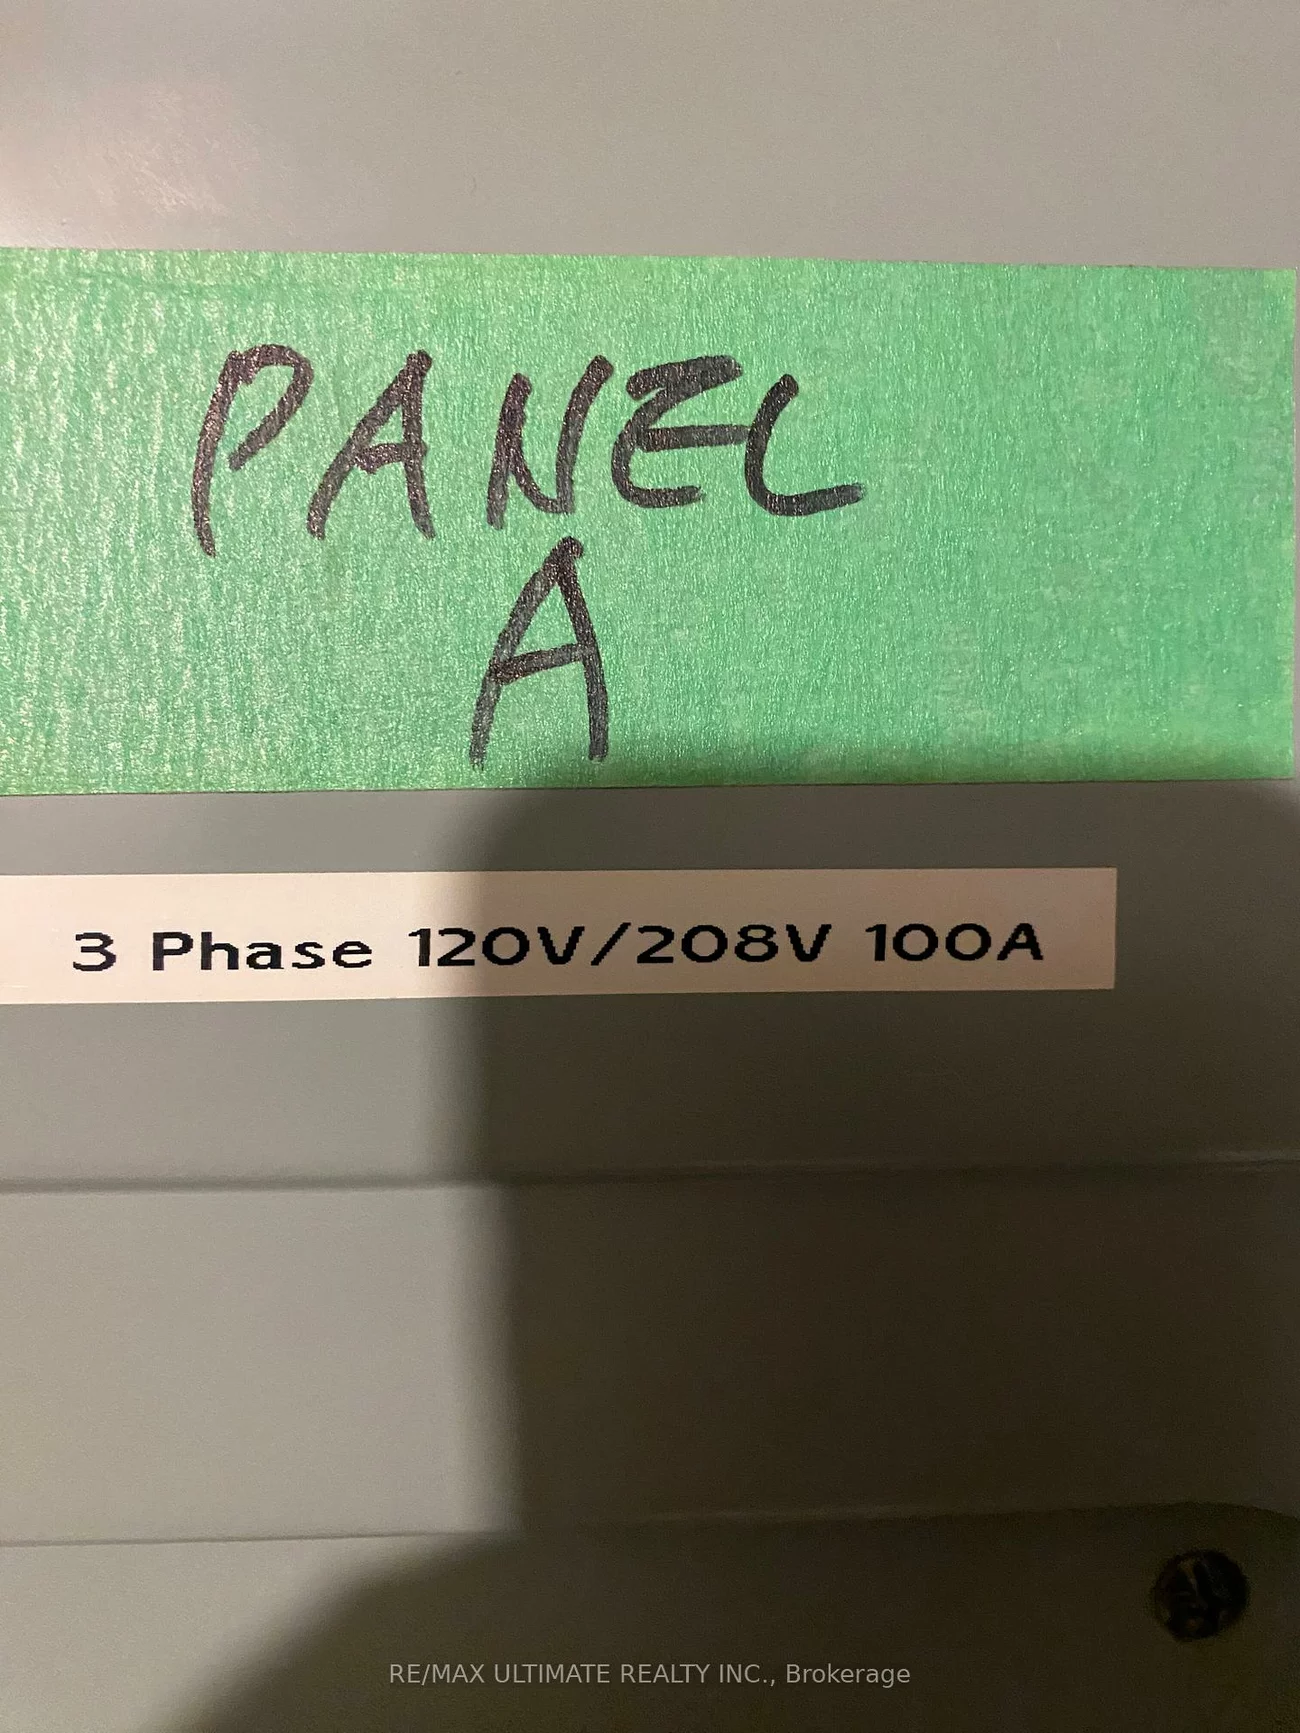 PANEL
A
3 Phase 120V/208V 100A
RE/MAX ULTIMATE REALTY INC., Brokerage